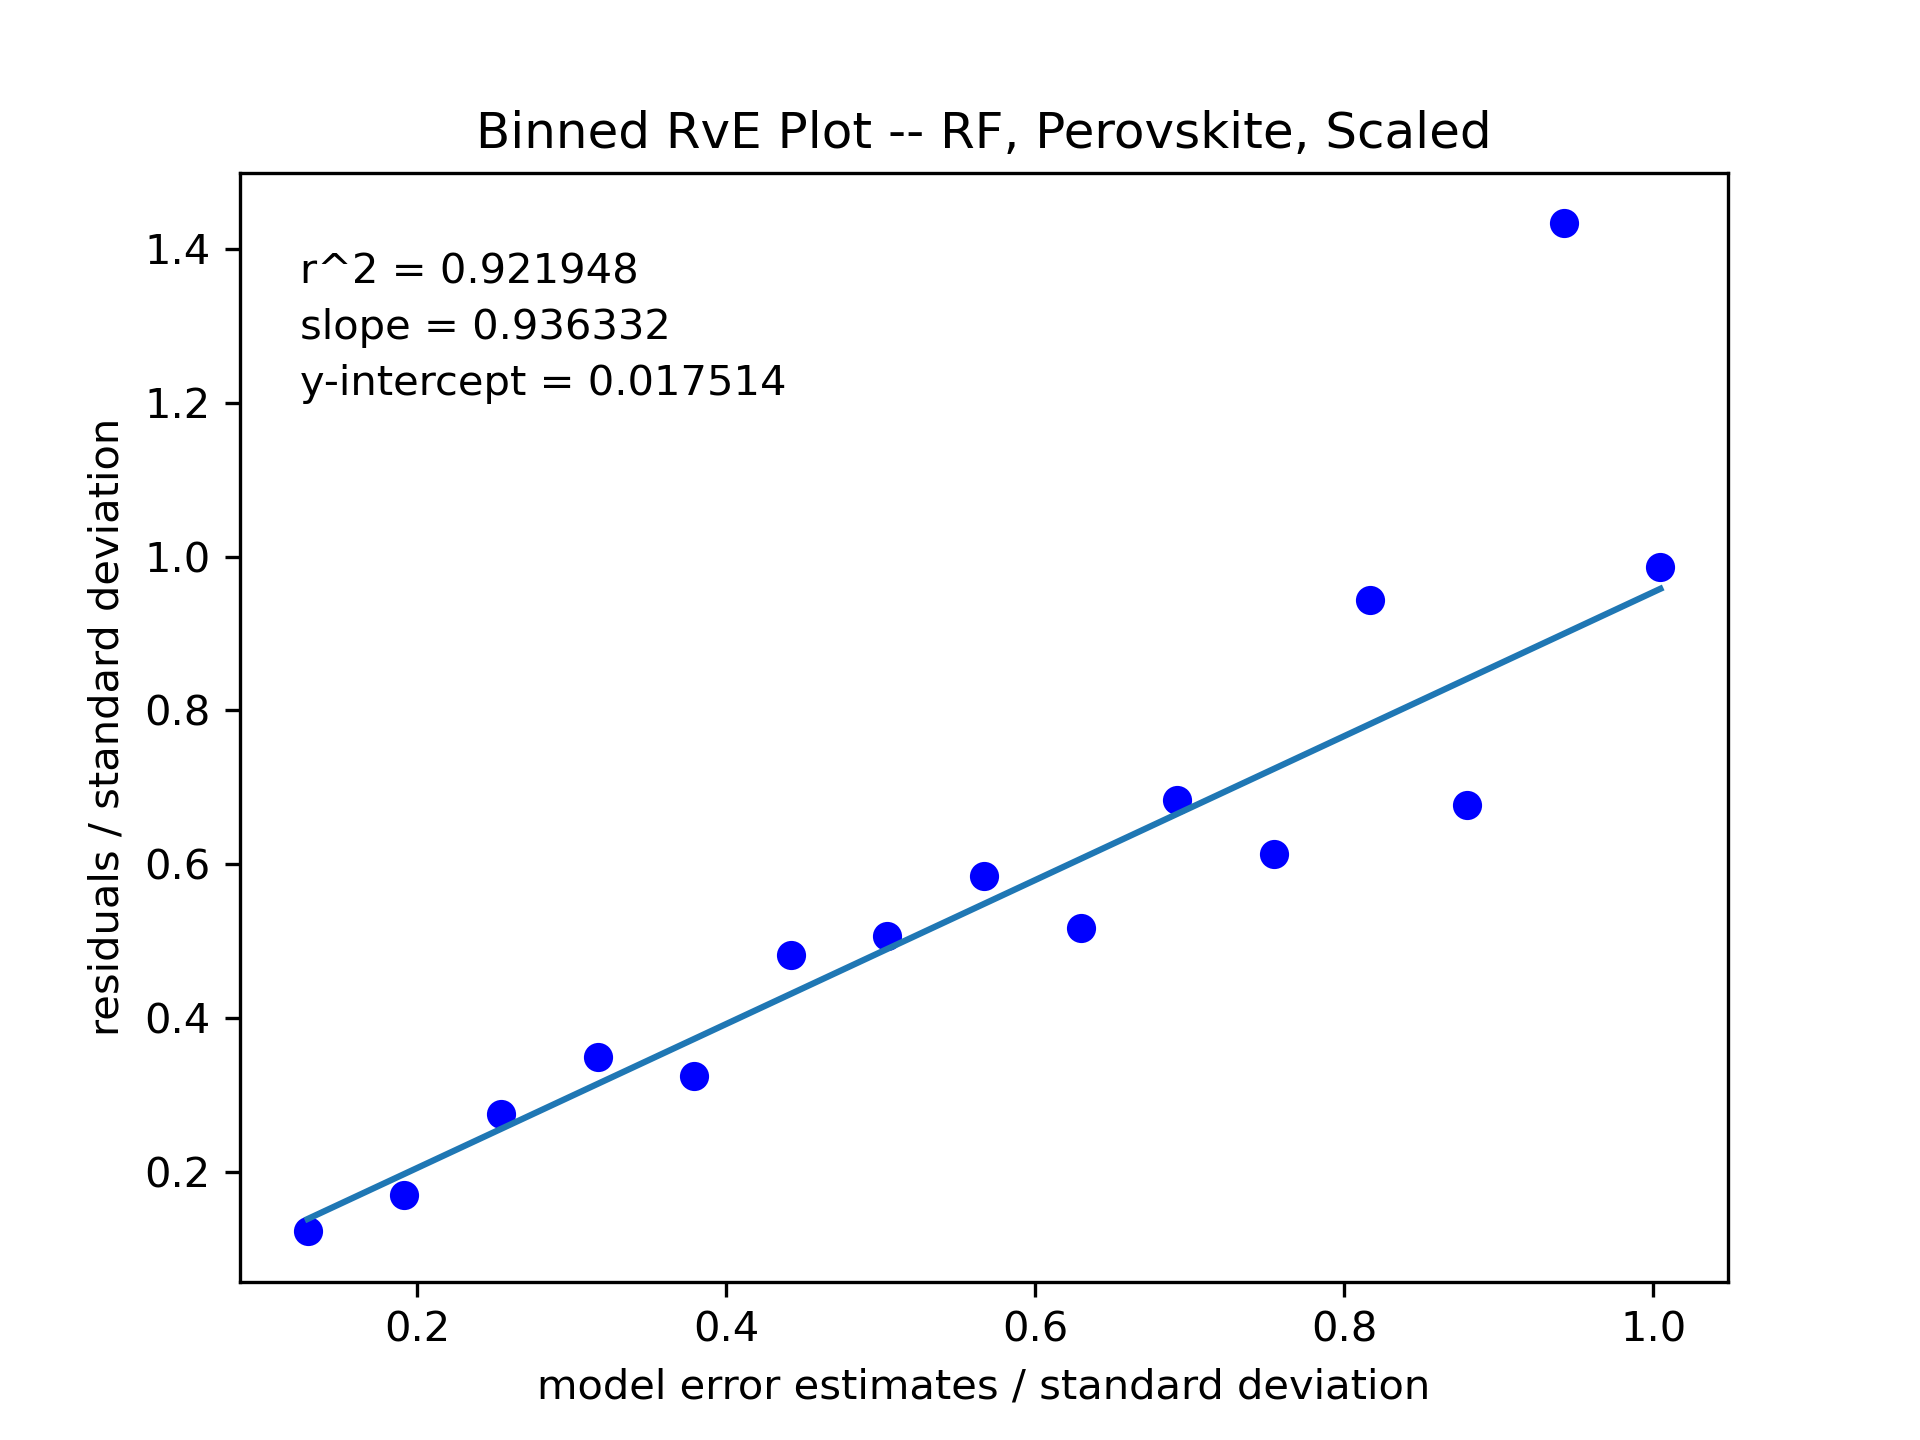 Binned RvE Plot -- RF, Perovskite, Scaled
r^2 = 0.921948
slope = 0.936332
y-intercept = 0.017514
residuals / standard deviation
1.4
1.2
1.0
0.8
0.6
0.4
0.2
0.2 0.4 0.6 0.8 1.0
model error estimates / standard deviation